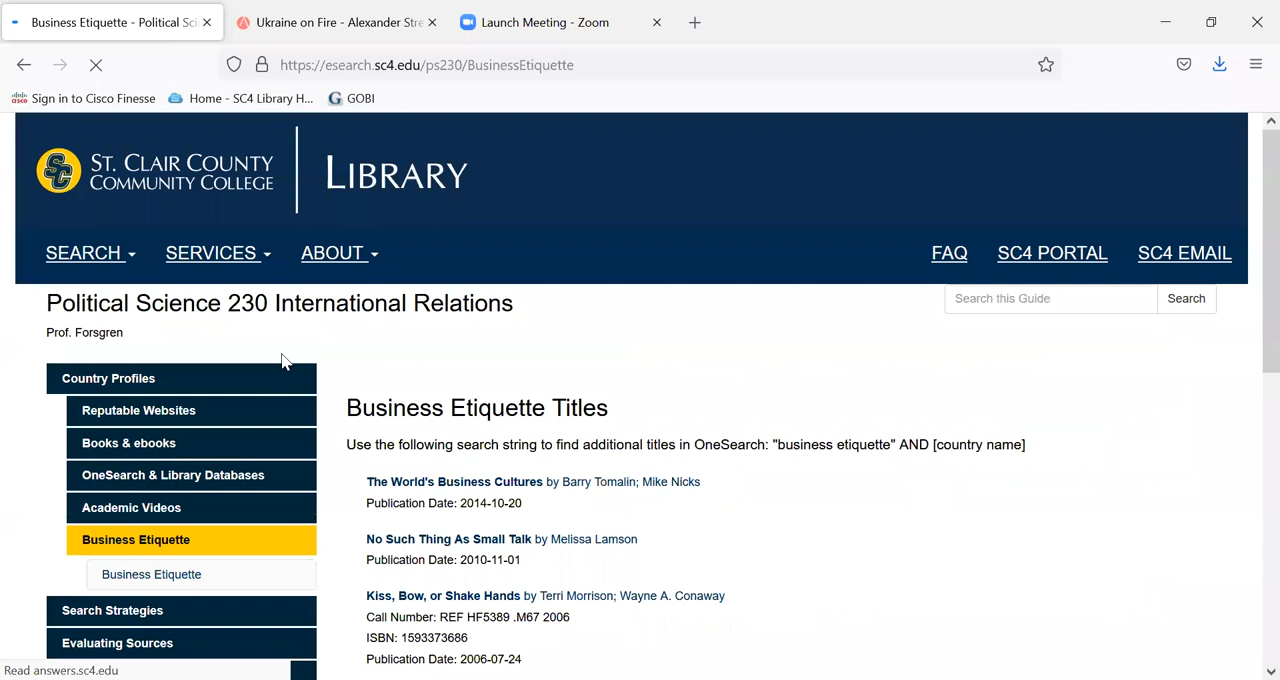 Business Etiquette - Political Sci
Ukraine on Fire - Alexander Stre
Launch Meeting - Zoom
https://esearch.sc4.edu/ps230/BusinessEtiquette
Sign in to Cisco Finesse
Home - SC4 Library H...
GOBI
ST. CLAIR COUNTY
COMMUNITY COLLEGE
LIBRARY
SEARCH
SERVICES
ABOUT
FAQ
SC4 PORTAL
SC4 EMAIL
Political Science 230 International Relations
Search this Guide
Search
Prof. Forsgren
Country Profiles
Reputable Websites
Books & ebooks
OneSearch & Library Databases
Academic Videos
Business Etiquette
Business Etiquette
Search Strategies
Evaluating Sources
Business Etiquette Titles
Use the following search string to find additional titles in OneSearch: "business etiquette" AND [country name]
The World's Business Cultures by Barry Tomalin; Mike Nicks
Publication Date: 2014-10-20
No Such Thing As Small Talk by Melissa Lamson
Publication Date: 2010-11-01
Kiss, Bow, or Shake Hands by Terri Morrison; Wayne A. Conaway
Call Number: REF HF5389 .M67 2006
ISBN: 1593373686
Publication Date: 2006-07-24
Read answers.sc4.edu